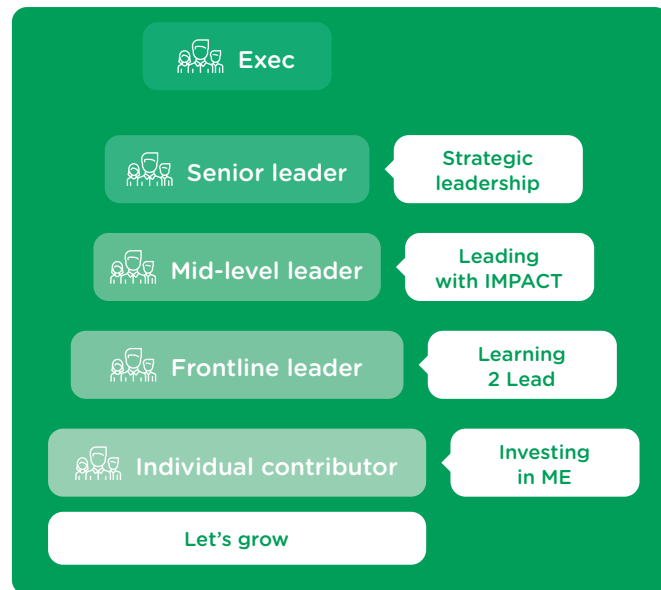 Exec
Senior leader
Strategic
leadership
Mid-level leader
Leading
with IMPACT
Frontline leader
Learning
2 Lead
Individual contributor
Investing
in ME
Let’s grow